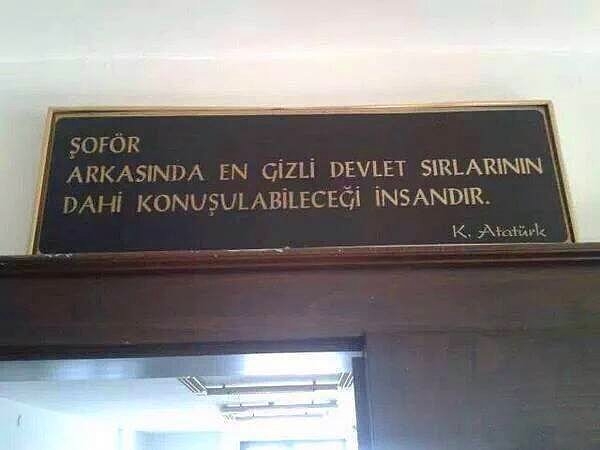 ŞOFÖR
ARKASINDA EN GİZLİ DEVLET SIRLARININ
DAHİ KONUŞULABİLECEĞİ İNSANDIR.
K. Atatürk